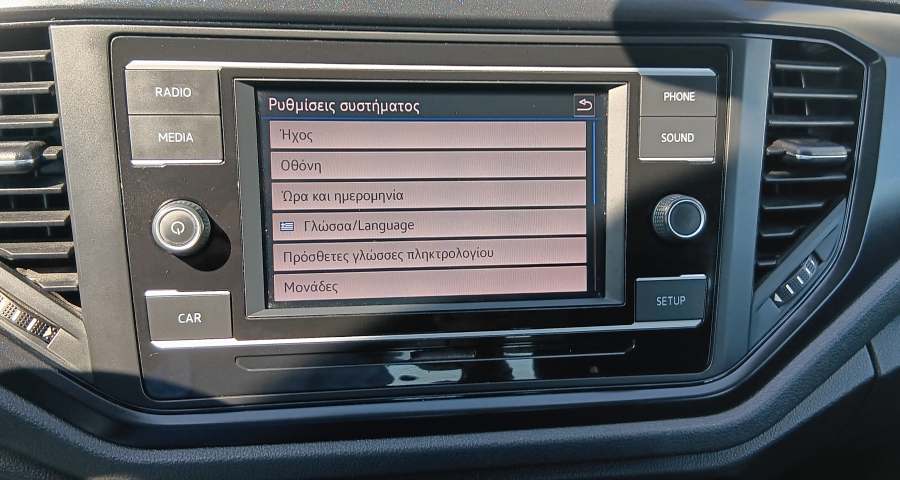 RADIO
MEDIA
CAR
Ρυθμίσεις συστήματος
Ήχος
Οθόνη
Ώρα και ημερομηνία
Γλώσσα/Language
Πρόσθετες γλώσσες πληκτρολογίου
Μονάδες
PHONE
SOUND
SETUP